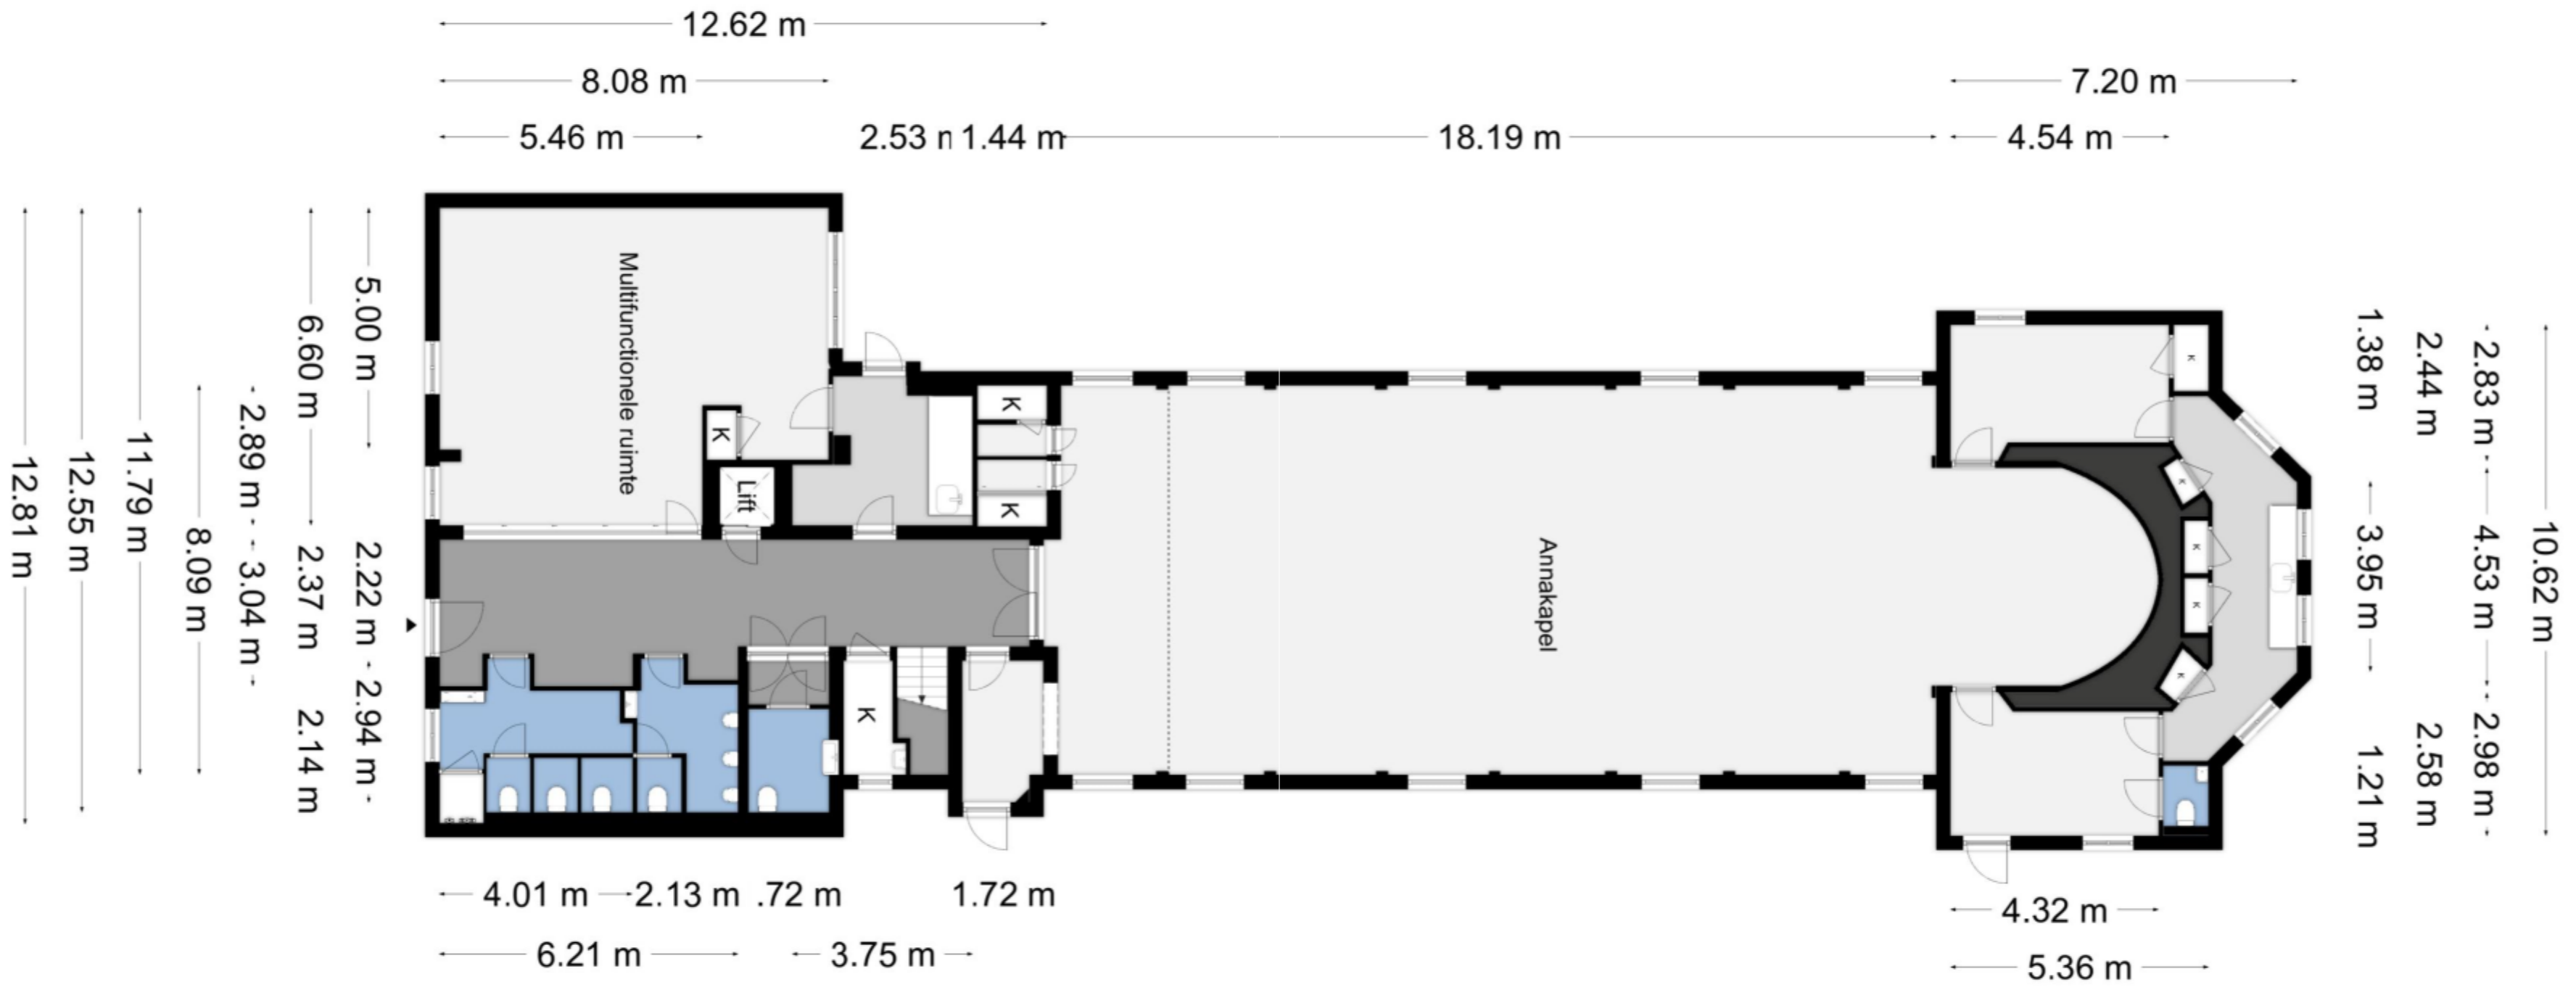 12.62 m
8.08 m
7.20 m
5.46 m
2.53 m
1.44 m
18.19 m
4.54 m
12.81 m
12.55 m
11.79 m
8.09 m
2.89 m
3.04 m
6.60 m
2.37 m
2.14 m
5.00 m
2.22 m
2.94 m
Multifunctionele ruimte
K
Lift
K
K
K
Annakapel
K
K
K
K
K
1.38 m
3.95 m
1.21 m
2.44 m
2.58 m
2.83 m
4.53 m
2.98 m
10.62 m
4.01 m
2.13 m
.72 m
1.72 m
4.32 m
6.21 m
3.75 m
5.36 m